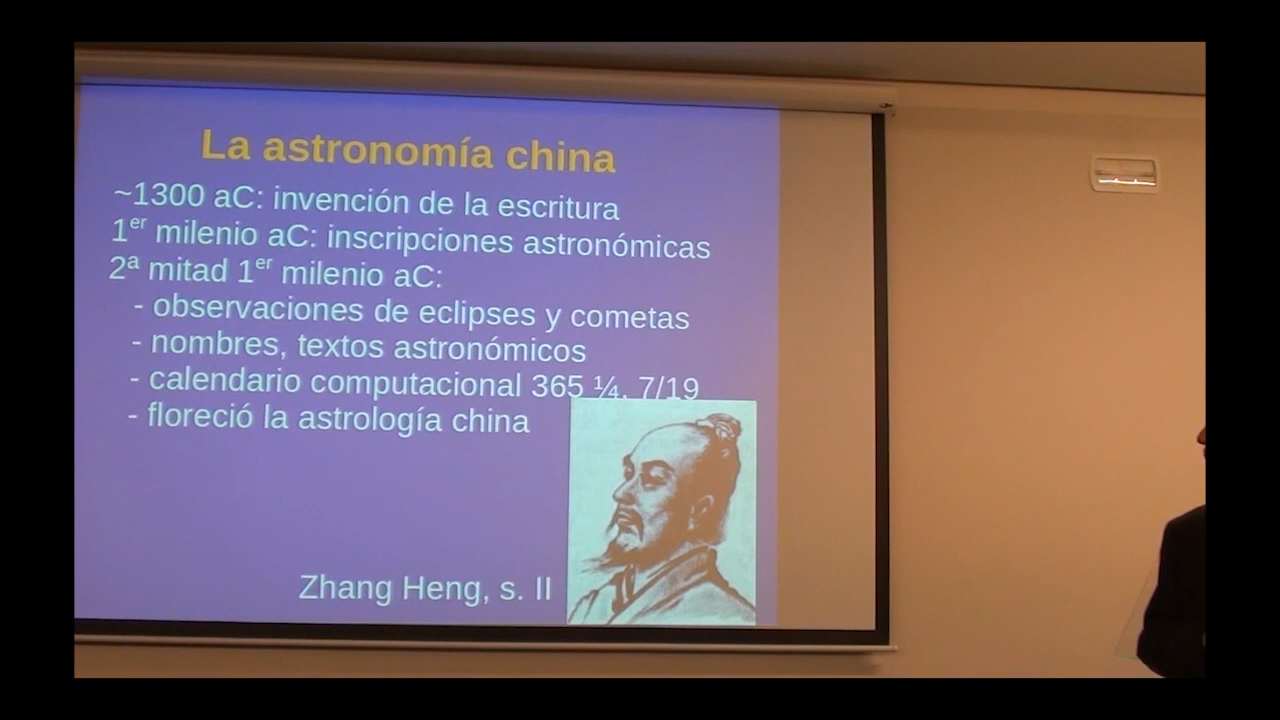 La astronomía china
~1300 aC: invención de la escritura
1er milenio aC: inscripciones astronómicas
2ª mitad 1er milenio aC:
- observaciones de eclipses y cometas
- nombres, textos astronómicos
- calendario computacional 365 ¼, 7/19
- floreció la astrología china
Zhang Heng, s. II